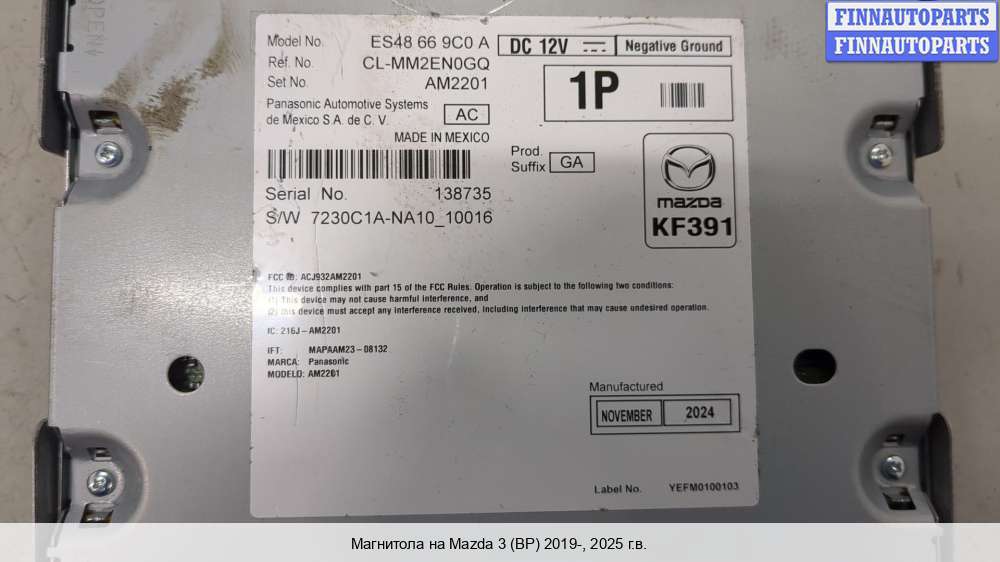 OPEN
FINNAUTOPARTS
FINNAUTOPARTS
Model No. ES48 66 9C0 A
DC 12V
Negative Ground
Ref. No. CL-MM2EN0GQ
Set No. AM2201
1P
Panasonic Automotive Systems
de Mexico S.A. de C. V.
AC
MADE IN MEXICO
Prod.
Suffix GA
mazda
KF391
Serial No. 138735
S/W 7230C1A-NA10_10016
FCC ID: ACJ932AM2201
This device complies with part 15 of the FCC Rules. Operation is subject to the following two conditions:
(1) This device may not cause harmful interference, and
(2) this device must accept any interference received, including interference that may cause undesired operation.
IC: 216J-AM2201
IFT: MAPAAM23-08132
MARCA: Panasonic
MODELO: AM2201
Manufactured
NOVEMBER 2024
Label No. YEFM0100103
Магнитола на Mazda 3 (BP) 2019-, 2025 г.в.